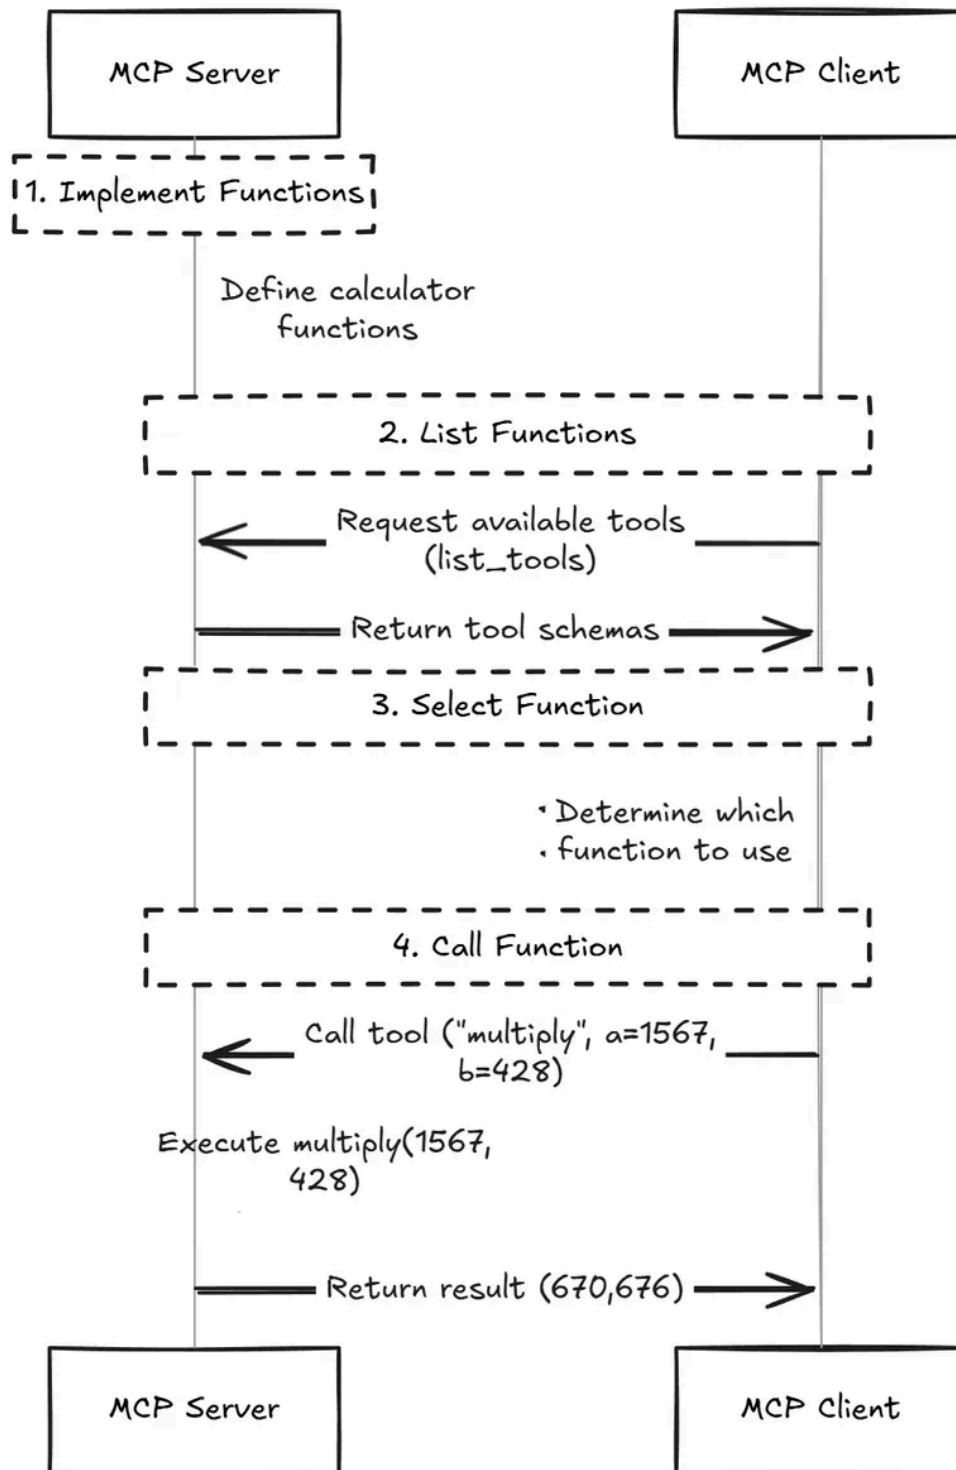 MCP Server
MCP Client
1. Implement Functions
Define calculator
functions
2. List Functions
Request available tools
(list_tools)
Return tool schemas
3. Select Function
· Determine which
· function to use
4. Call Function
Call tool ("multiply", a=1567,
b=428)
Execute multiply(1567,
428)
Return result (670,676)
MCP Server
MCP Client